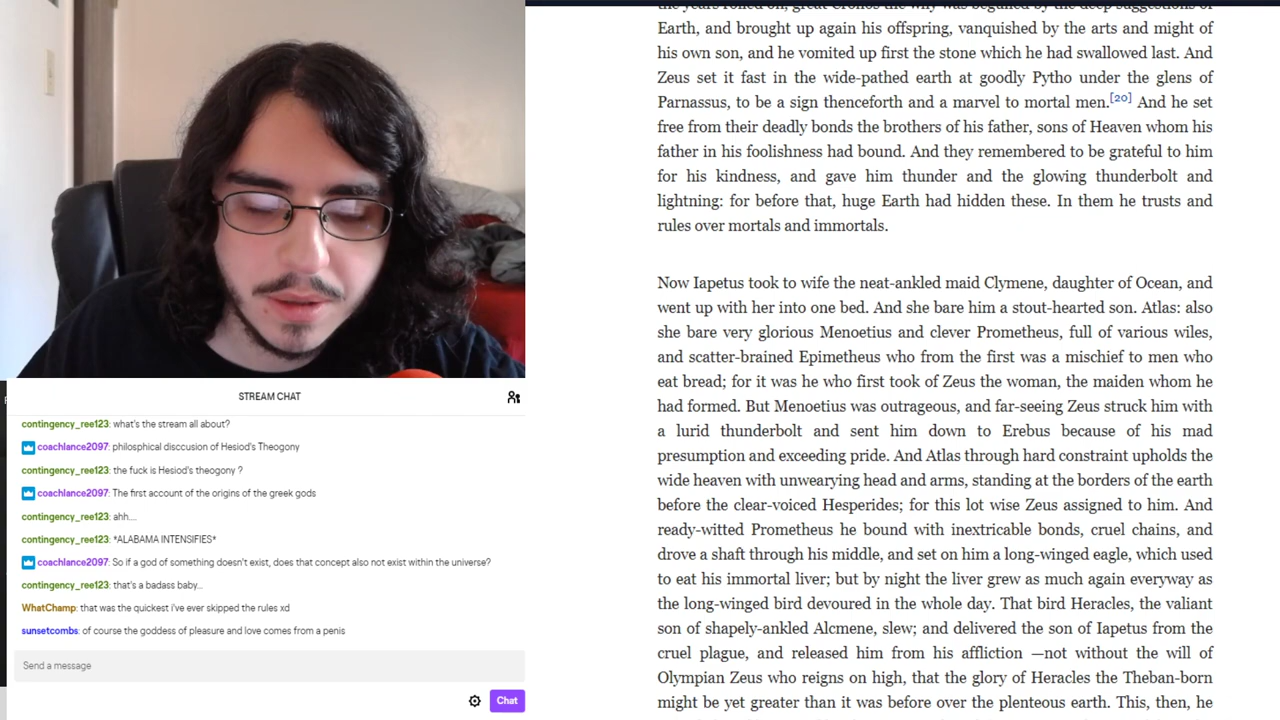 the years rolled on, great Cronos the wily was beguiled by the deep suggestions of
Earth, and brought up again his offspring, vanquished by the arts and might of
his own son, and he vomited up first the stone which he had swallowed last. And
Zeus set it fast in the wide-pathed earth at goodly Pytho under the glens of
Parnassus, to be a sign thenceforth and a marvel to mortal men.[20] And he set
free from their deadly bonds the brothers of his father, sons of Heaven whom his
father in his foolishness had bound. And they remembered to be grateful to him
for his kindness, and gave him thunder and the glowing thunderbolt and
lightning: for before that, huge Earth had hidden these. In them he trusts and
rules over mortals and immortals.
Now Iapetus took to wife the neat-ankled maid Clymene, daughter of Ocean, and
went up with her into one bed. And she bare him a stout-hearted son. Atlas: also
she bare very glorious Menoetius and clever Prometheus, full of various wiles,
and scatter-brained Epimetheus who from the first was a mischief to men who
eat bread; for it was he who first took of Zeus the woman, the maiden whom he
had formed. But Menoetius was outrageous, and far-seeing Zeus struck him with
a lurid thunderbolt and sent him down to Erebus because of his mad
presumption and exceeding pride. And Atlas through hard constraint upholds the
wide heaven with unwearying head and arms, standing at the borders of the earth
before the clear-voiced Hesperides; for this lot wise Zeus assigned to him. And
ready-witted Prometheus he bound with inextricable bonds, cruel chains, and
drove a shaft through his middle, and set on him a long-winged eagle, which used
to eat his immortal liver; but by night the liver grew as much again everyway as
the long-winged bird devoured in the whole day. That bird Heracles, the valiant
son of shapely-ankled Alcmene, slew; and delivered the son of Iapetus from the
cruel plague, and released him from his affliction —not without the will of
Olympian Zeus who reigns on high, that the glory of Heracles the Theban-born
might be yet greater than it was before over the plenteous earth. This, then, he
STREAM CHAT
contingency_ree123: what's the stream all about?
coachlance2097: philosphical disccusion of Hesiod's Theogony
contingency_ree123: the fuck is Hesiod's theogony ?
coachlance2097: The first account of the origins of the greek gods
contingency_ree123: ahh....
contingency_ree123: *ALABAMA INTENSIFIES*
coachlance2097: So if a god of something doesn't exist, does that concept also not exist within the universe?
contingency_ree123: that's a badass baby...
WhatChamp: that was the quickest i've ever skipped the rules xd
sunsetcombs: of course the goddess of pleasure and love comes from a penis
Send a message
Chat